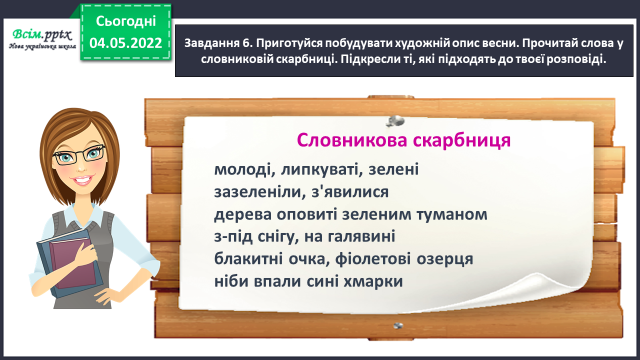 Всім.pptx
Нова українська школа
Сьогодні
04.05.2022
Завдання 6. Приготуйся побудувати художній опис весни. Прочитай слова у
словниковій скарбниці. Підкресли ті, які підходять до твоєї розповіді.
Словникова скарбниця
молоді, липкуваті, зелені
зазеленіли, з'явилися
дерева оповиті зеленим туманом
з-під снігу, на галявині
блакитні очка, фіолетові озерця
ніби впали сині хмарки